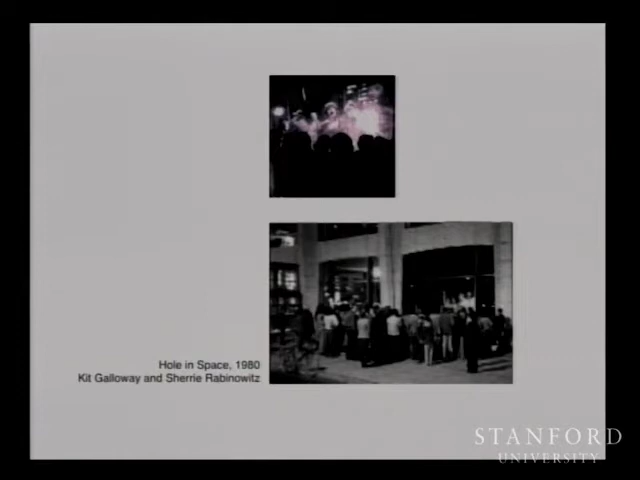 Hole in Space, 1980
Kit Galloway and Sherrie Rabinowitz
STANFORD
UNIVERSITY